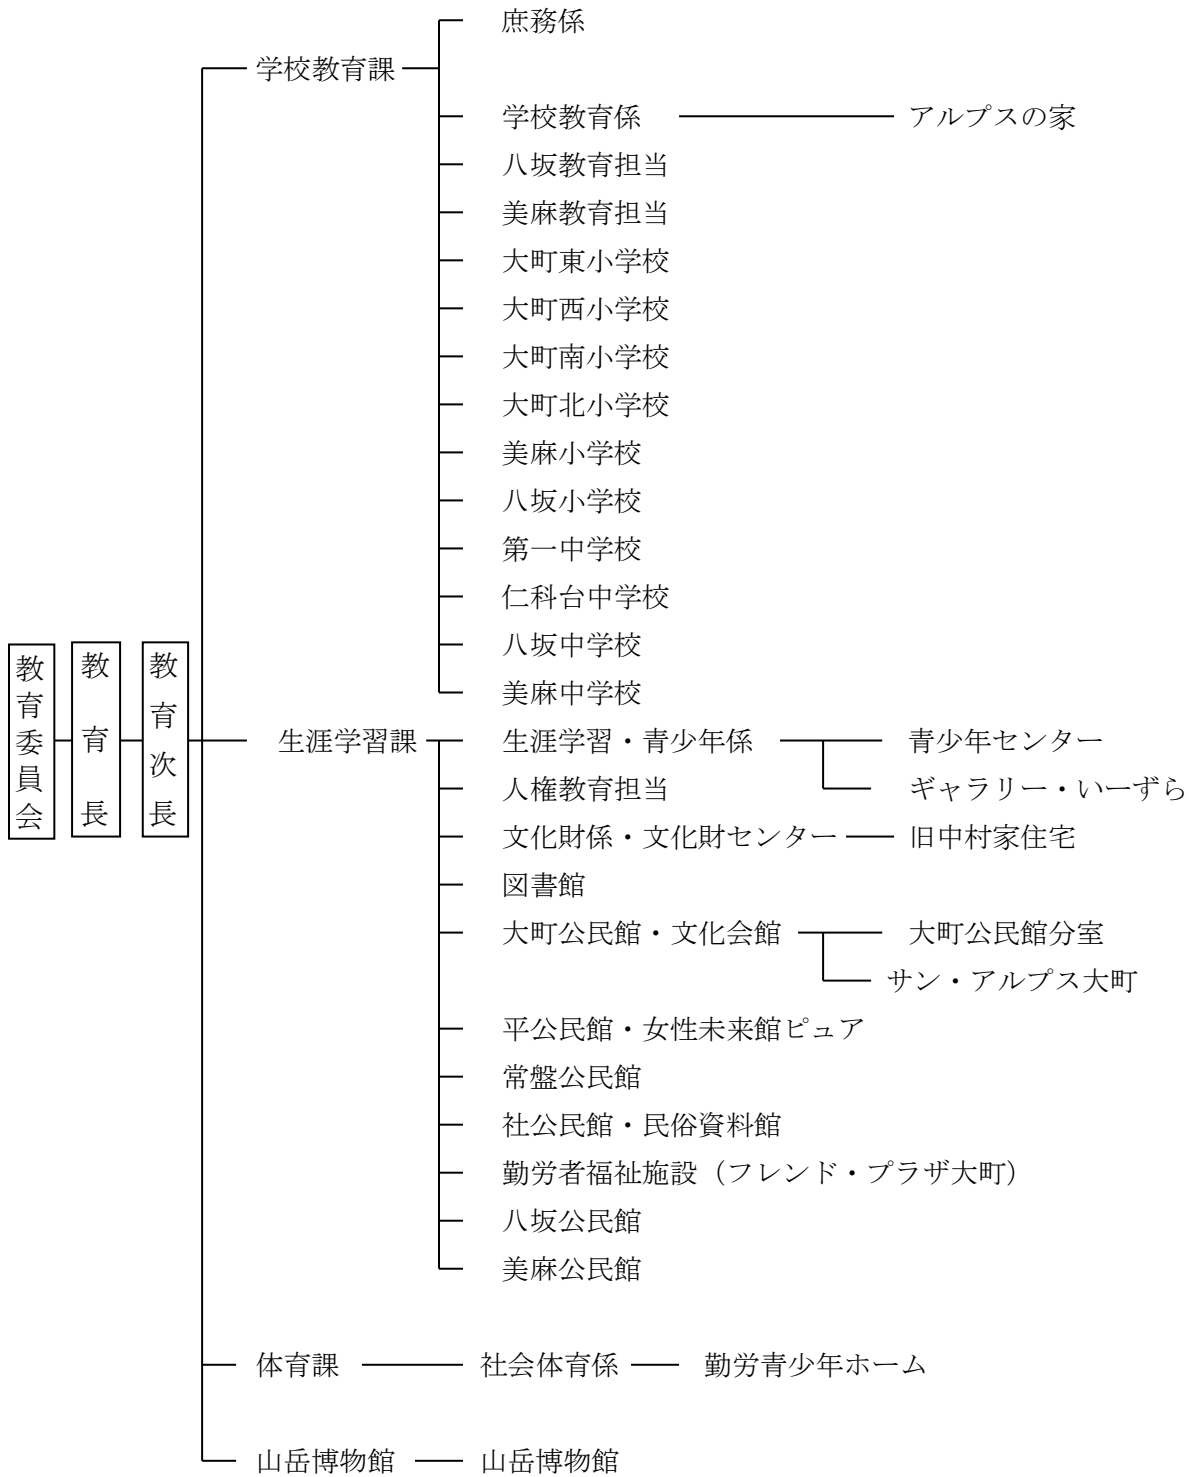 教育委員会
教育長
教育次長
学校教育課
庶務係
学校教育係
アルプスの家
八坂教育担当
美麻教育担当
大町東小学校
大町西小学校
大町南小学校
大町北小学校
美麻小学校
八坂小学校
第一中学校
仁科台中学校
八坂中学校
美麻中学校
生涯学習課
生涯学習・青少年係
青少年センター
ギャラリー・いーずら
人権教育担当
文化財係・文化財センター
旧中村家住宅
図書館
大町公民館・文化会館
大町公民館分室
サン・アルプス大町
平公民館・女性未来館ピュア
常盤公民館
社公民館・民俗資料館
勤労者福祉施設（フレンド・プラザ大町）
八坂公民館
美麻公民館
体育課
社会体育係
勤労青少年ホーム
山岳博物館
山岳博物館